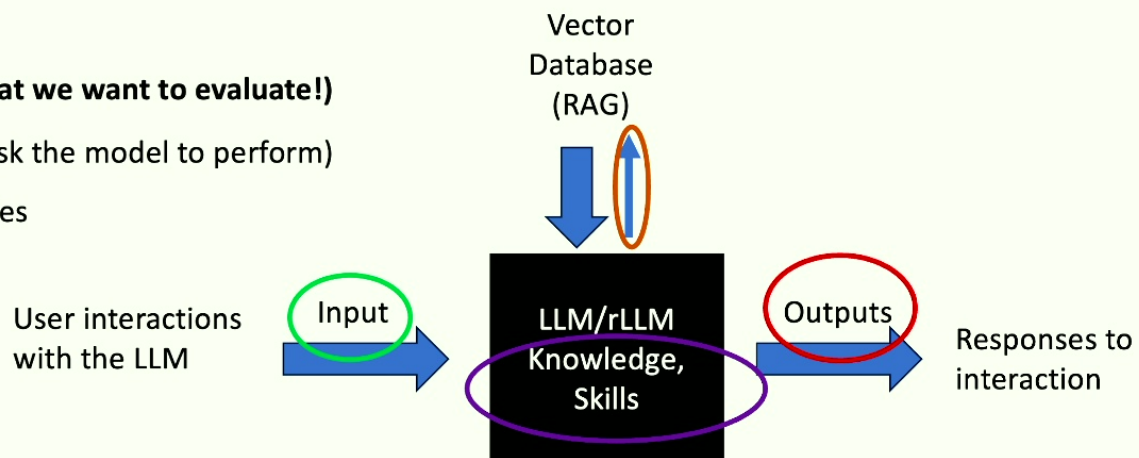 Vector
Database
(RAG)
at we want to evaluate!)
sk the model to perform)
es
User interactions
with the LLM
Input
LLM/rLLM
Knowledge,
Skills
Outputs
Responses to
interaction